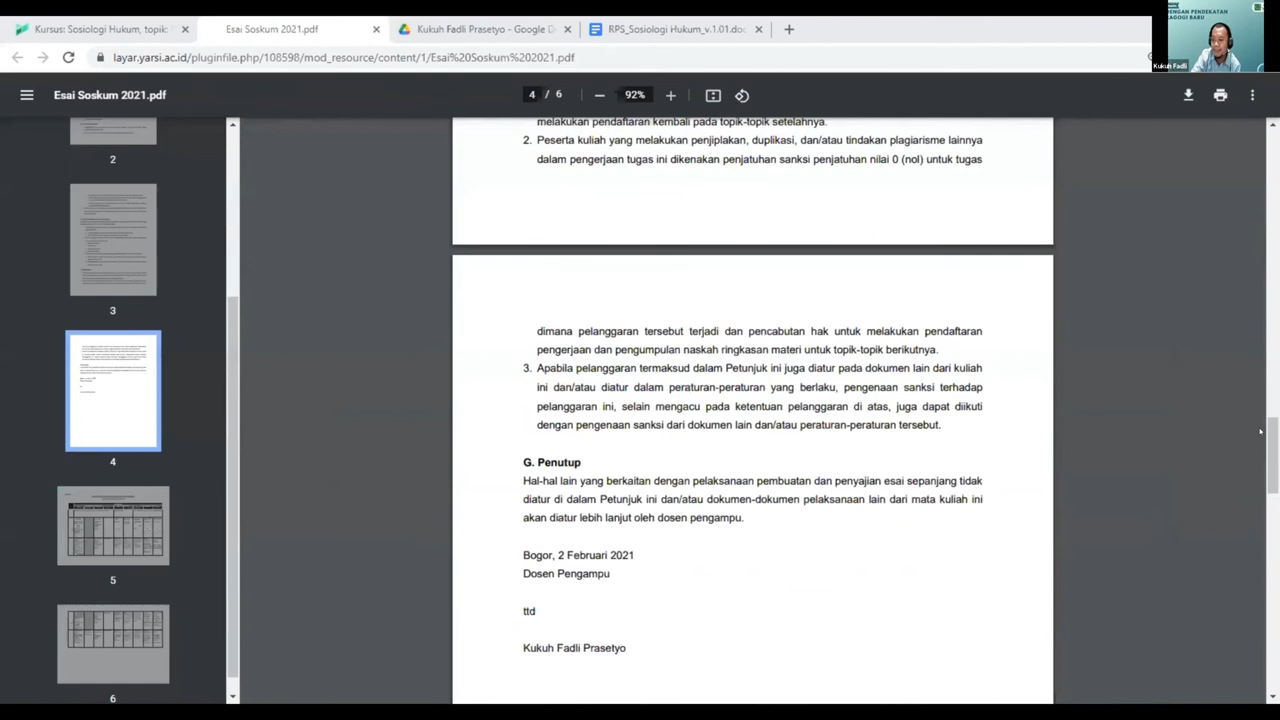 Kursus: Sosiologi Hukum, topik:
Esai Soskum 2021.pdf
Kukuh Fadli Prasetyo - Google D
RPS_Sosiologi Hukum_v.1.01.doc
DENGAN PENDEKATAN
AGOGI BARU
Kukuh Fadli
layar.yarsi.ac.id/pluginfile.php/108598/mod_resource/content/1/Esai%20Soskum%202021.pdf
Esai Soskum 2021.pdf
4 / 6
92%
2
3
4
5
6
melakukan pendaftaran kembali pada topik-topik setelahnya.
2. Peserta kuliah yang melakukan penjiplakan, duplikasi, dan/atau tindakan plagiarisme lainnya
dalam pengerjaan tugas ini dikenakan penjatuhan sanksi penjatuhan nilai 0 (nol) untuk tugas
dimana pelanggaran tersebut terjadi dan pencabutan hak untuk melakukan pendaftaran
pengerjaan dan pengumpulan naskah ringkasan materi untuk topik-topik berikutnya.
3. Apabila pelanggaran termaksud dalam Petunjuk ini juga diatur pada dokumen lain dari kuliah
ini dan/atau diatur dalam peraturan-peraturan yang berlaku, pengenaan sanksi terhadap
pelanggaran ini, selain mengacu pada ketentuan pelanggaran di atas, juga dapat diikuti
dengan pengenaan sanksi dari dokumen lain dan/atau peraturan-peraturan tersebut.
G. Penutup
Hal-hal lain yang berkaitan dengan pelaksanaan pembuatan dan penyajian esai sepanjang tidak
diatur di dalam Petunjuk ini dan/atau dokumen-dokumen pelaksanaan lain dari mata kuliah ini
akan diatur lebih lanjut oleh dosen pengampu.
Bogor, 2 Februari 2021
Dosen Pengampu
ttd
Kukuh Fadli Prasetyo